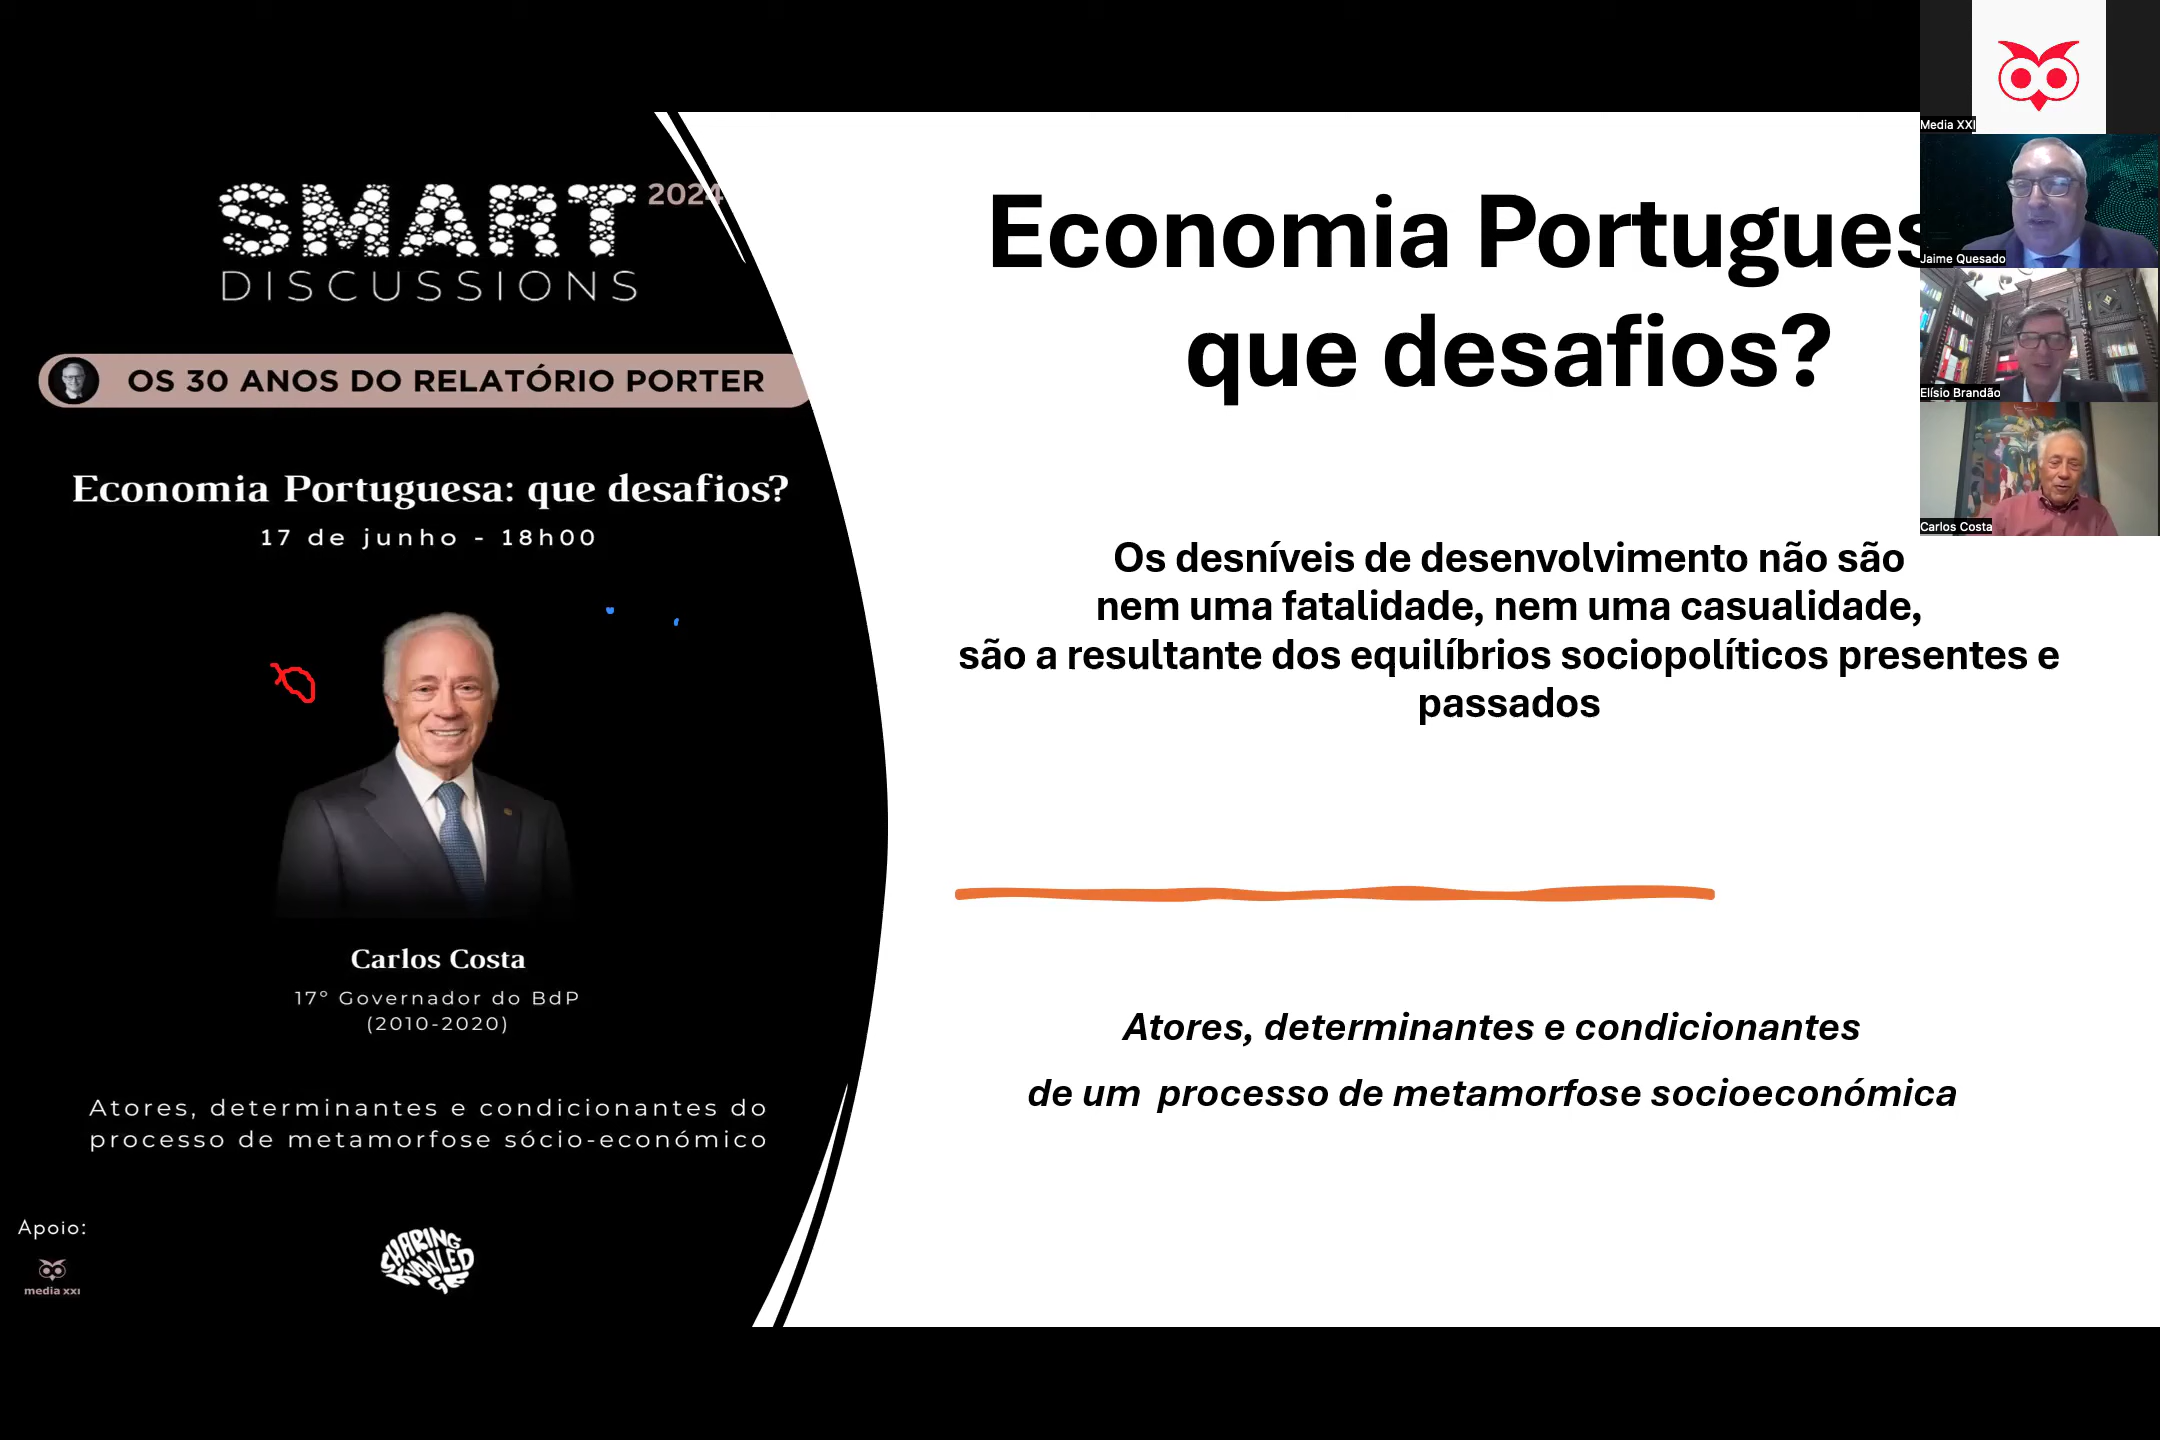 SMART 2024
DISCUSSIONS
OS 30 ANOS DO RELATÓRIO PORTER
Economia Portuguesa: que desafios?
17 de junho - 18h00
Carlos Costa
17º Governador do BdP
(2010-2020)
Atores, determinantes e condicionantes do
processo de metamorfose sócio-económico
Apoio:
media xxi
SHARING
KNOWLED
GE
Economia Portugues
que desafios?
Os desníveis de desenvolvimento não são
nem uma fatalidade, nem uma casualidade,
são a resultante dos equilíbrios sociopolíticos presentes e
passados
Atores, determinantes e condicionantes
de um processo de metamorfose socioeconómica
Media XXI
Jaime Quesado
Elísio Brandão
Carlos Costa